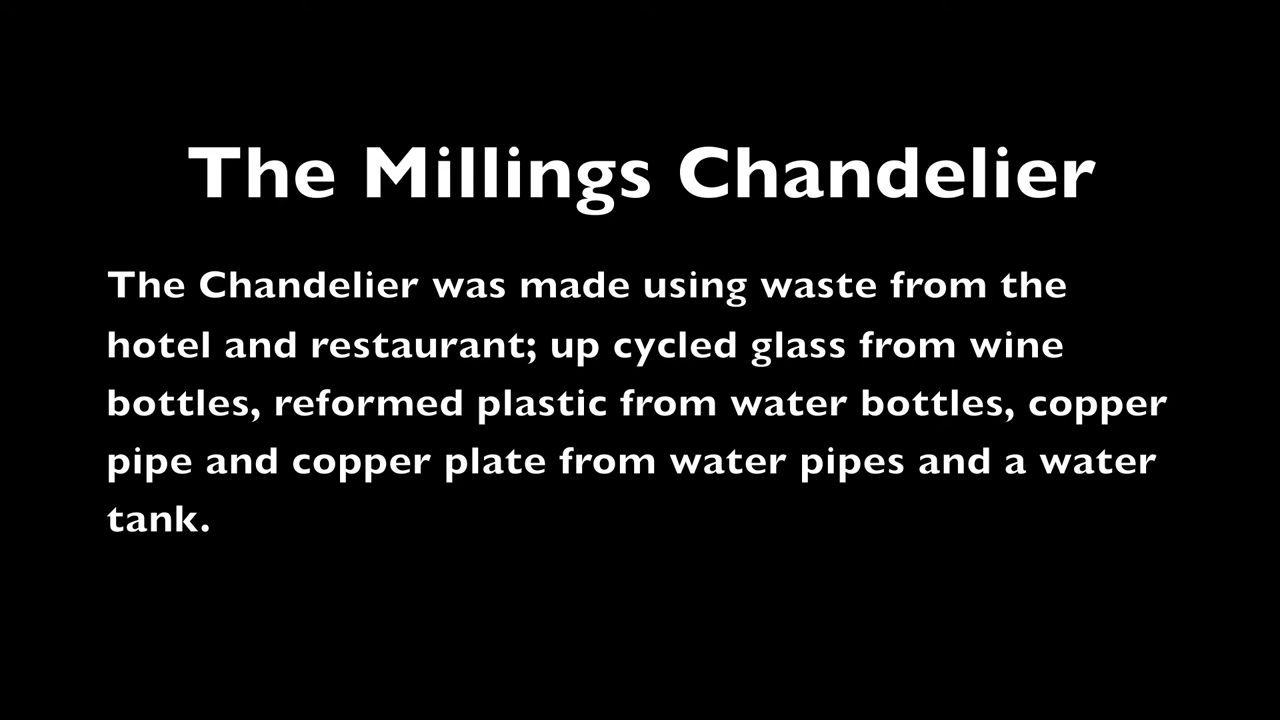 The Millings Chandelier
The Chandelier was made using waste from the
hotel and restaurant; up cycled glass from wine
bottles, reformed plastic from water bottles, copper
pipe and copper plate from water pipes and a water
tank.